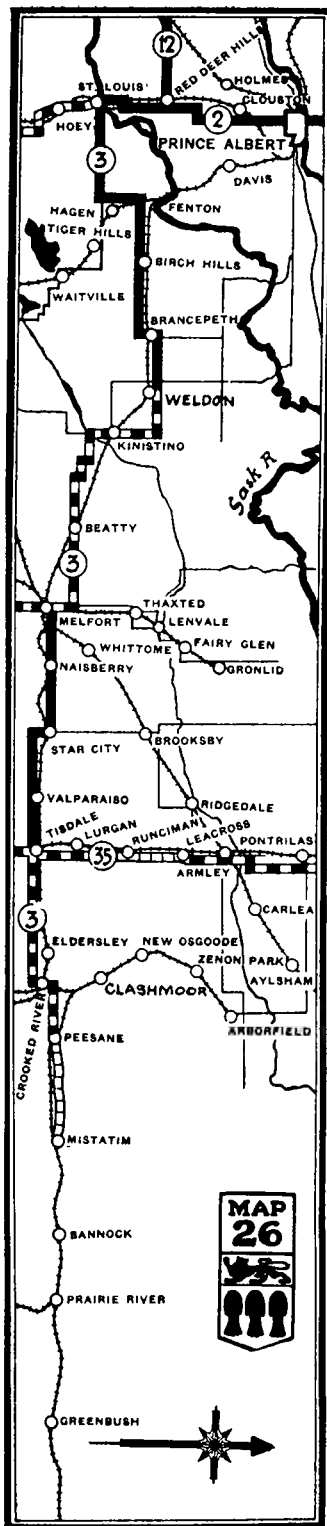 12
RED DEER HILL
HOLMES
ST. LOUIS
CLOUSTON
HOEY
2
PRINCE ALBERT
3
DAVIS
HAGEN
FENTON
TIGER HILLS
BIRCH HILLS
WAITVILLE
BRANCEPETH
WELDON
KINISTINO
Sask R
BEATTY
3
THAXTED
MELFORT
LENVALE
WHITTOME
FAIRY GLEN
NAISBERRY
GRONLID
STAR CITY
BROOKSBY
VALPARAISO
RIDGEDALE
TISDALE
LURGAN
RUNCIMAN
LEACROSS
PONTRILAS
35
ARMLEY
3
CARLEA
ELDERSLEY
NEW OSGOODE
ZENON PARK
AYLSHAM
CLASHMOOR
CROOKED RIVER
ARBORFIELD
PEESANE
MISTATIM
MAP
26
BANNOCK
PRAIRIE RIVER
GREENBUSH